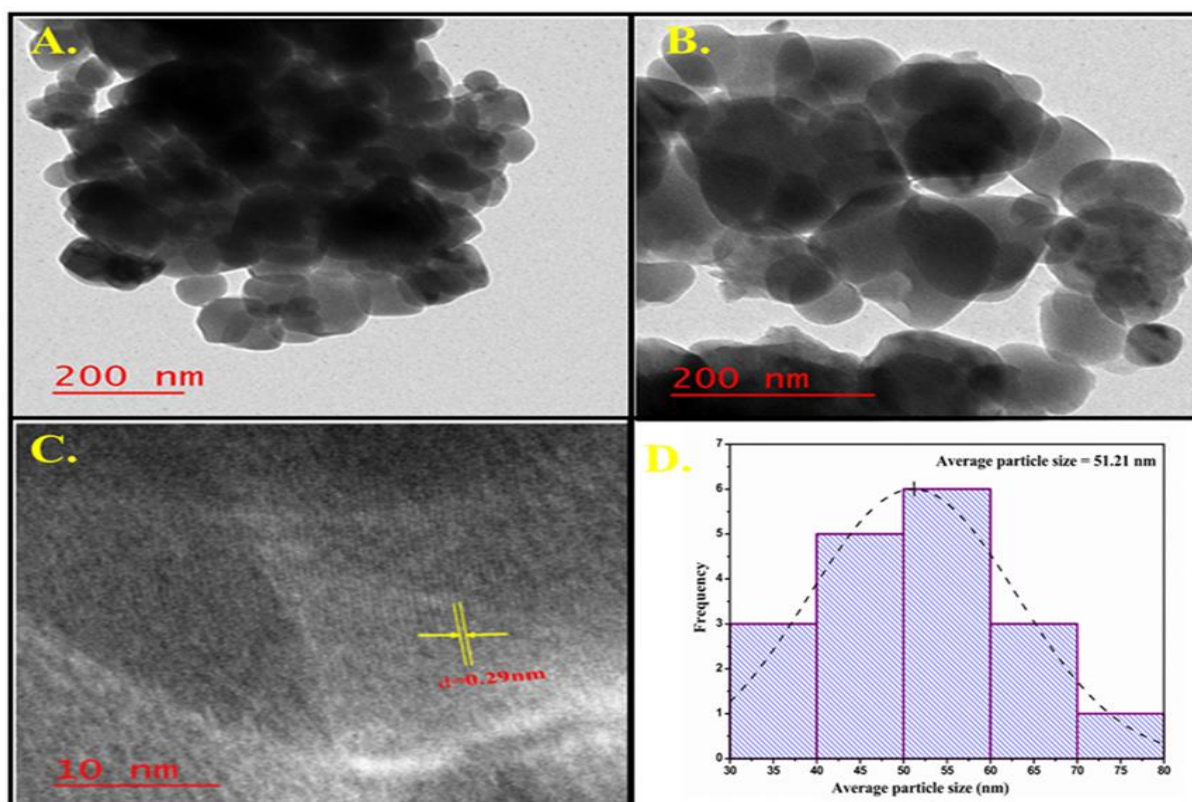 A.
200 nm
B.
200 nm
C.
d=0.29nm
10 nm
D.
Average particle size = 51.21 nm
7
6
5
4
3
2
1
0
Frequency
30 35 40 45 50 55 60 65 70 75 80
Average particle size (nm)